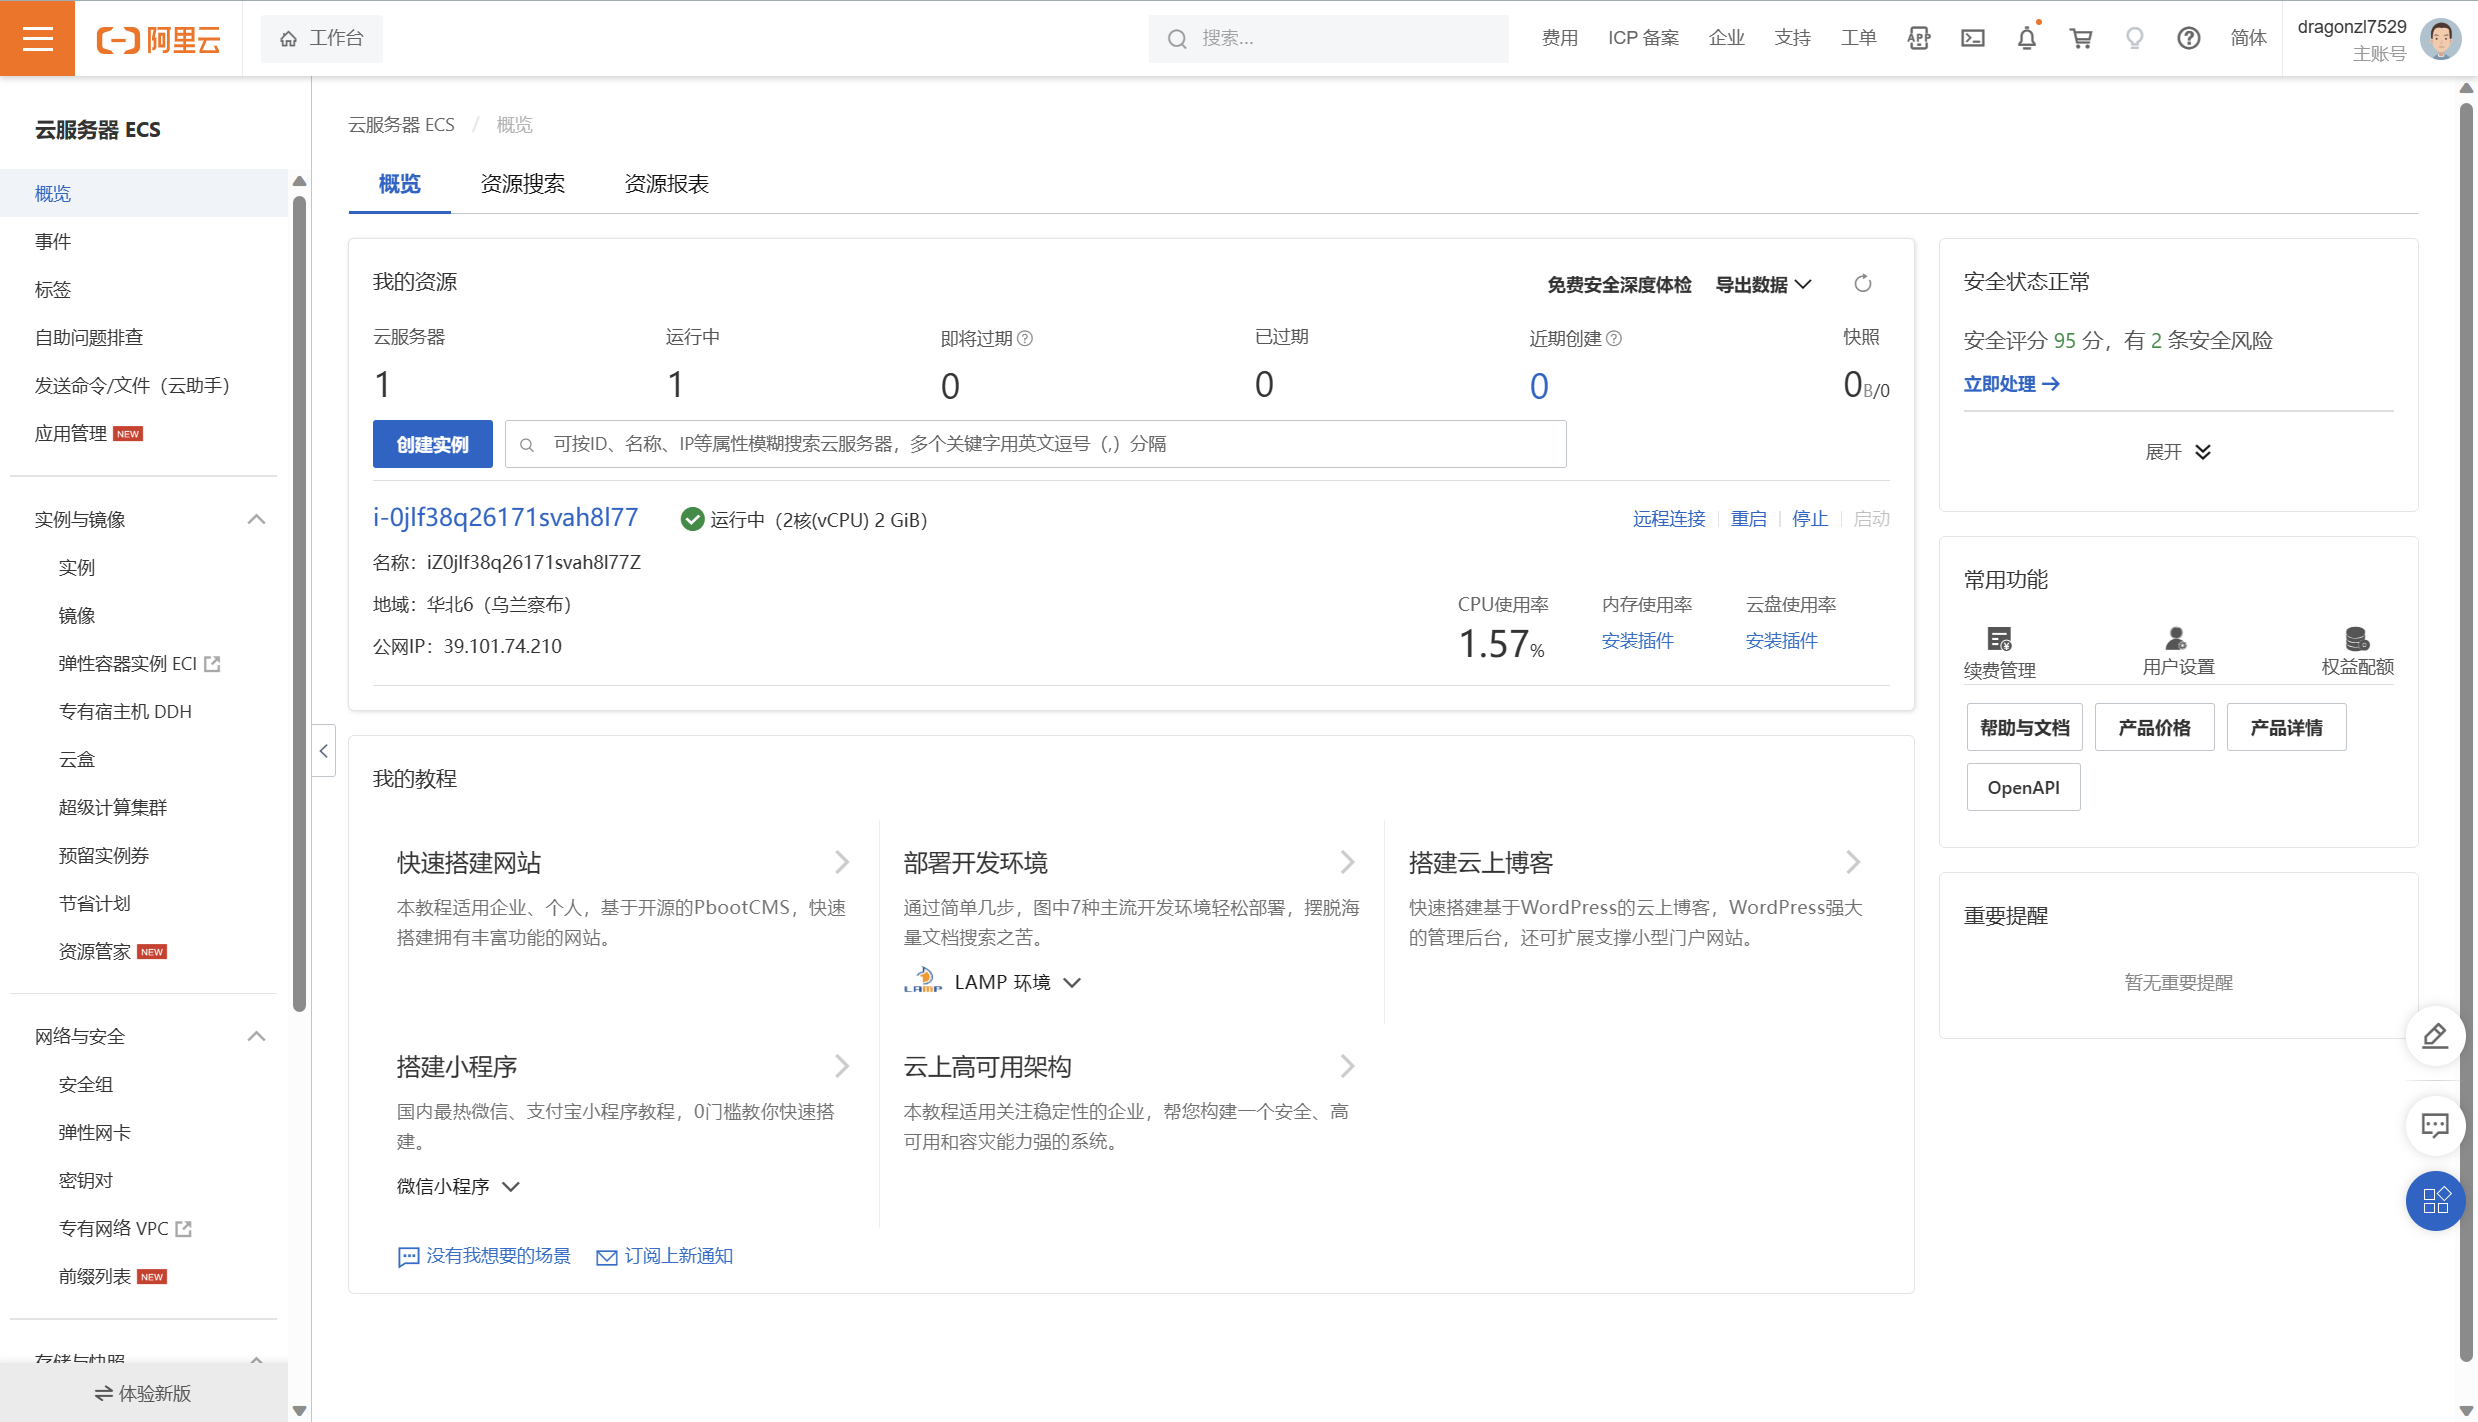 阿里云
工作台
搜索...
费用
ICP 备案
企业
支持
工单
简体
dragonzl7529
主账号
云服务器 ECS
概览
事件
标签
自助问题排查
发送命令/文件（云助手）
应用管理 NEW
实例与镜像
实例
镜像
弹性容器实例 ECI
专有宿主机 DDH
云盒
超级计算集群
预留实例券
节省计划
资源管家 NEW
网络与安全
安全组
弹性网卡
密钥对
专有网络 VPC
前缀列表 NEW
存储与快照
体验新版
云服务器 ECS / 概览
概览
资源搜索
资源报表
我的资源
免费安全深度体检
导出数据
云服务器
运行中
即将过期
已过期
近期创建
快照
1
1
0
0
0
0B/0
创建实例
可按ID、名称、IP等属性模糊搜索云服务器，多个关键字用英文逗号（,）分隔
i-0jlf38q26171svah8l77
运行中（2核(vCPU) 2 GiB）
远程连接
重启
停止
启动
名称：iZ0jlf38q26171svah8l77Z
地域：华北6（乌兰察布）
公网IP：39.101.74.210
CPU使用率
内存使用率
云盘使用率
1.57%
安装插件
安装插件
我的教程
快速搭建网站
本教程适用企业、个人，基于开源的PbootCMS，快速
搭建拥有丰富功能的网站。
部署开发环境
通过简单几步，图中7种主流开发环境轻松部署，摆脱海
量文档搜索之苦。
LAMP
LAMP 环境
搭建云上博客
快速搭建基于WordPress的云上博客，WordPress强大
的管理后台，还可扩展支撑小型门户网站。
搭建小程序
国内最热微信、支付宝小程序教程，0门槛教你快速搭
建。
微信小程序
云上高可用架构
本教程适用关注稳定性的企业，帮您构建一个安全、高
可用和容灾能力强的系统。
没有我想要的场景
订阅上新通知
安全状态正常
安全评分 95 分，有 2 条安全风险
立即处理
展开
常用功能
续费管理
用户设置
权益配额
帮助与文档
产品价格
产品详情
OpenAPI
重要提醒
暂无重要提醒